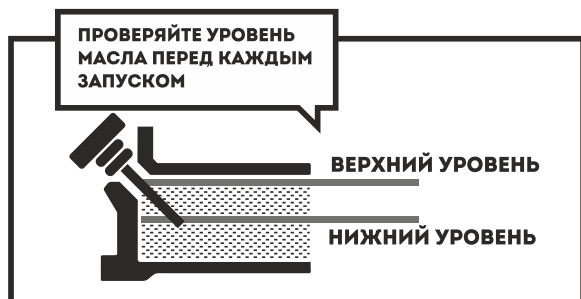 ПРОВЕРЯЙТЕ УРОВЕНЬ
МАСЛА ПЕРЕД КАЖДЫМ
ЗАПУСКОМ
ВЕРХНИЙ УРОВЕНЬ
НИЖНИЙ УРОВЕНЬ